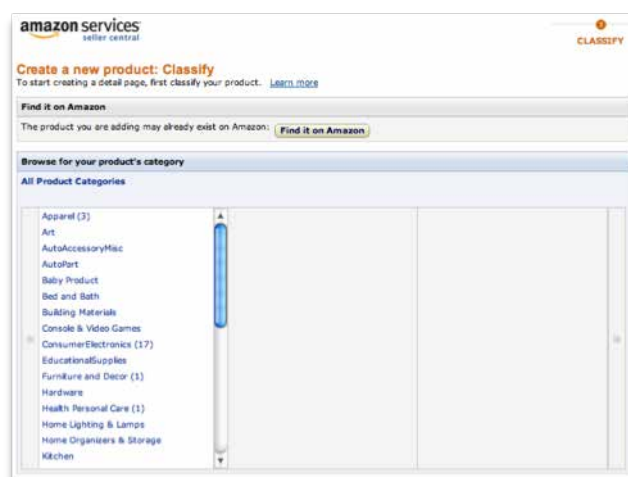 amazon services
seller central
CLASSIFY
Create a new product: Classify
To start creating a detail page, first classify your product. Learn more
Find it on Amazon
The product you are adding may already exist on Amazon: Find it on Amazon
Browse for your product's category
All Product Categories
Apparel (3)
Art
AutoAccessoryMisc
AutoPart
Baby Product
Bed and Bath
Building Materials
Console & Video Games
ConsumerElectronics (17)
EducationalSupplies
Furniture and Decor (1)
Hardware
Health Personal Care (1)
Home Lighting & Lamps
Home Organizers & Storage
Kitchen